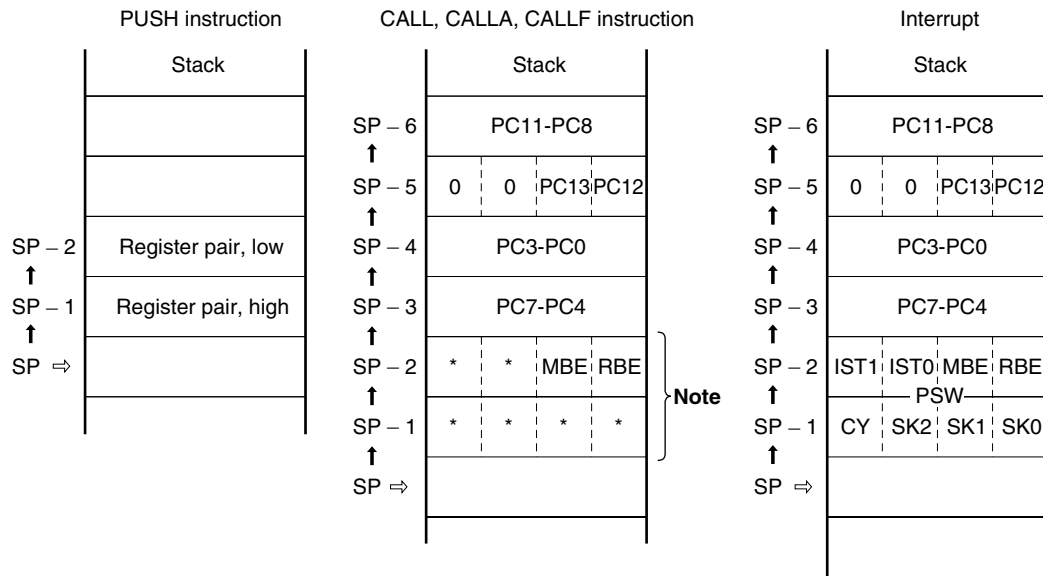 PUSH instruction
Stack
SP – 2 Register pair, low
SP – 1 Register pair, high
SP ⇨
CALL, CALLA, CALLF instruction
Stack
SP – 6 PC11-PC8
SP – 5 0 0 PC13 PC12
SP – 4 PC3-PC0
SP – 3 PC7-PC4
SP – 2 * * MBE RBE
Note
SP – 1 * * * *
SP ⇨
Interrupt
Stack
SP – 6 PC11-PC8
SP – 5 0 0 PC13 PC12
SP – 4 PC3-PC0
SP – 3 PC7-PC4
SP – 2 IST1 IST0 MBE RBE
PSW
SP – 1 CY SK2 SK1 SK0
SP ⇨